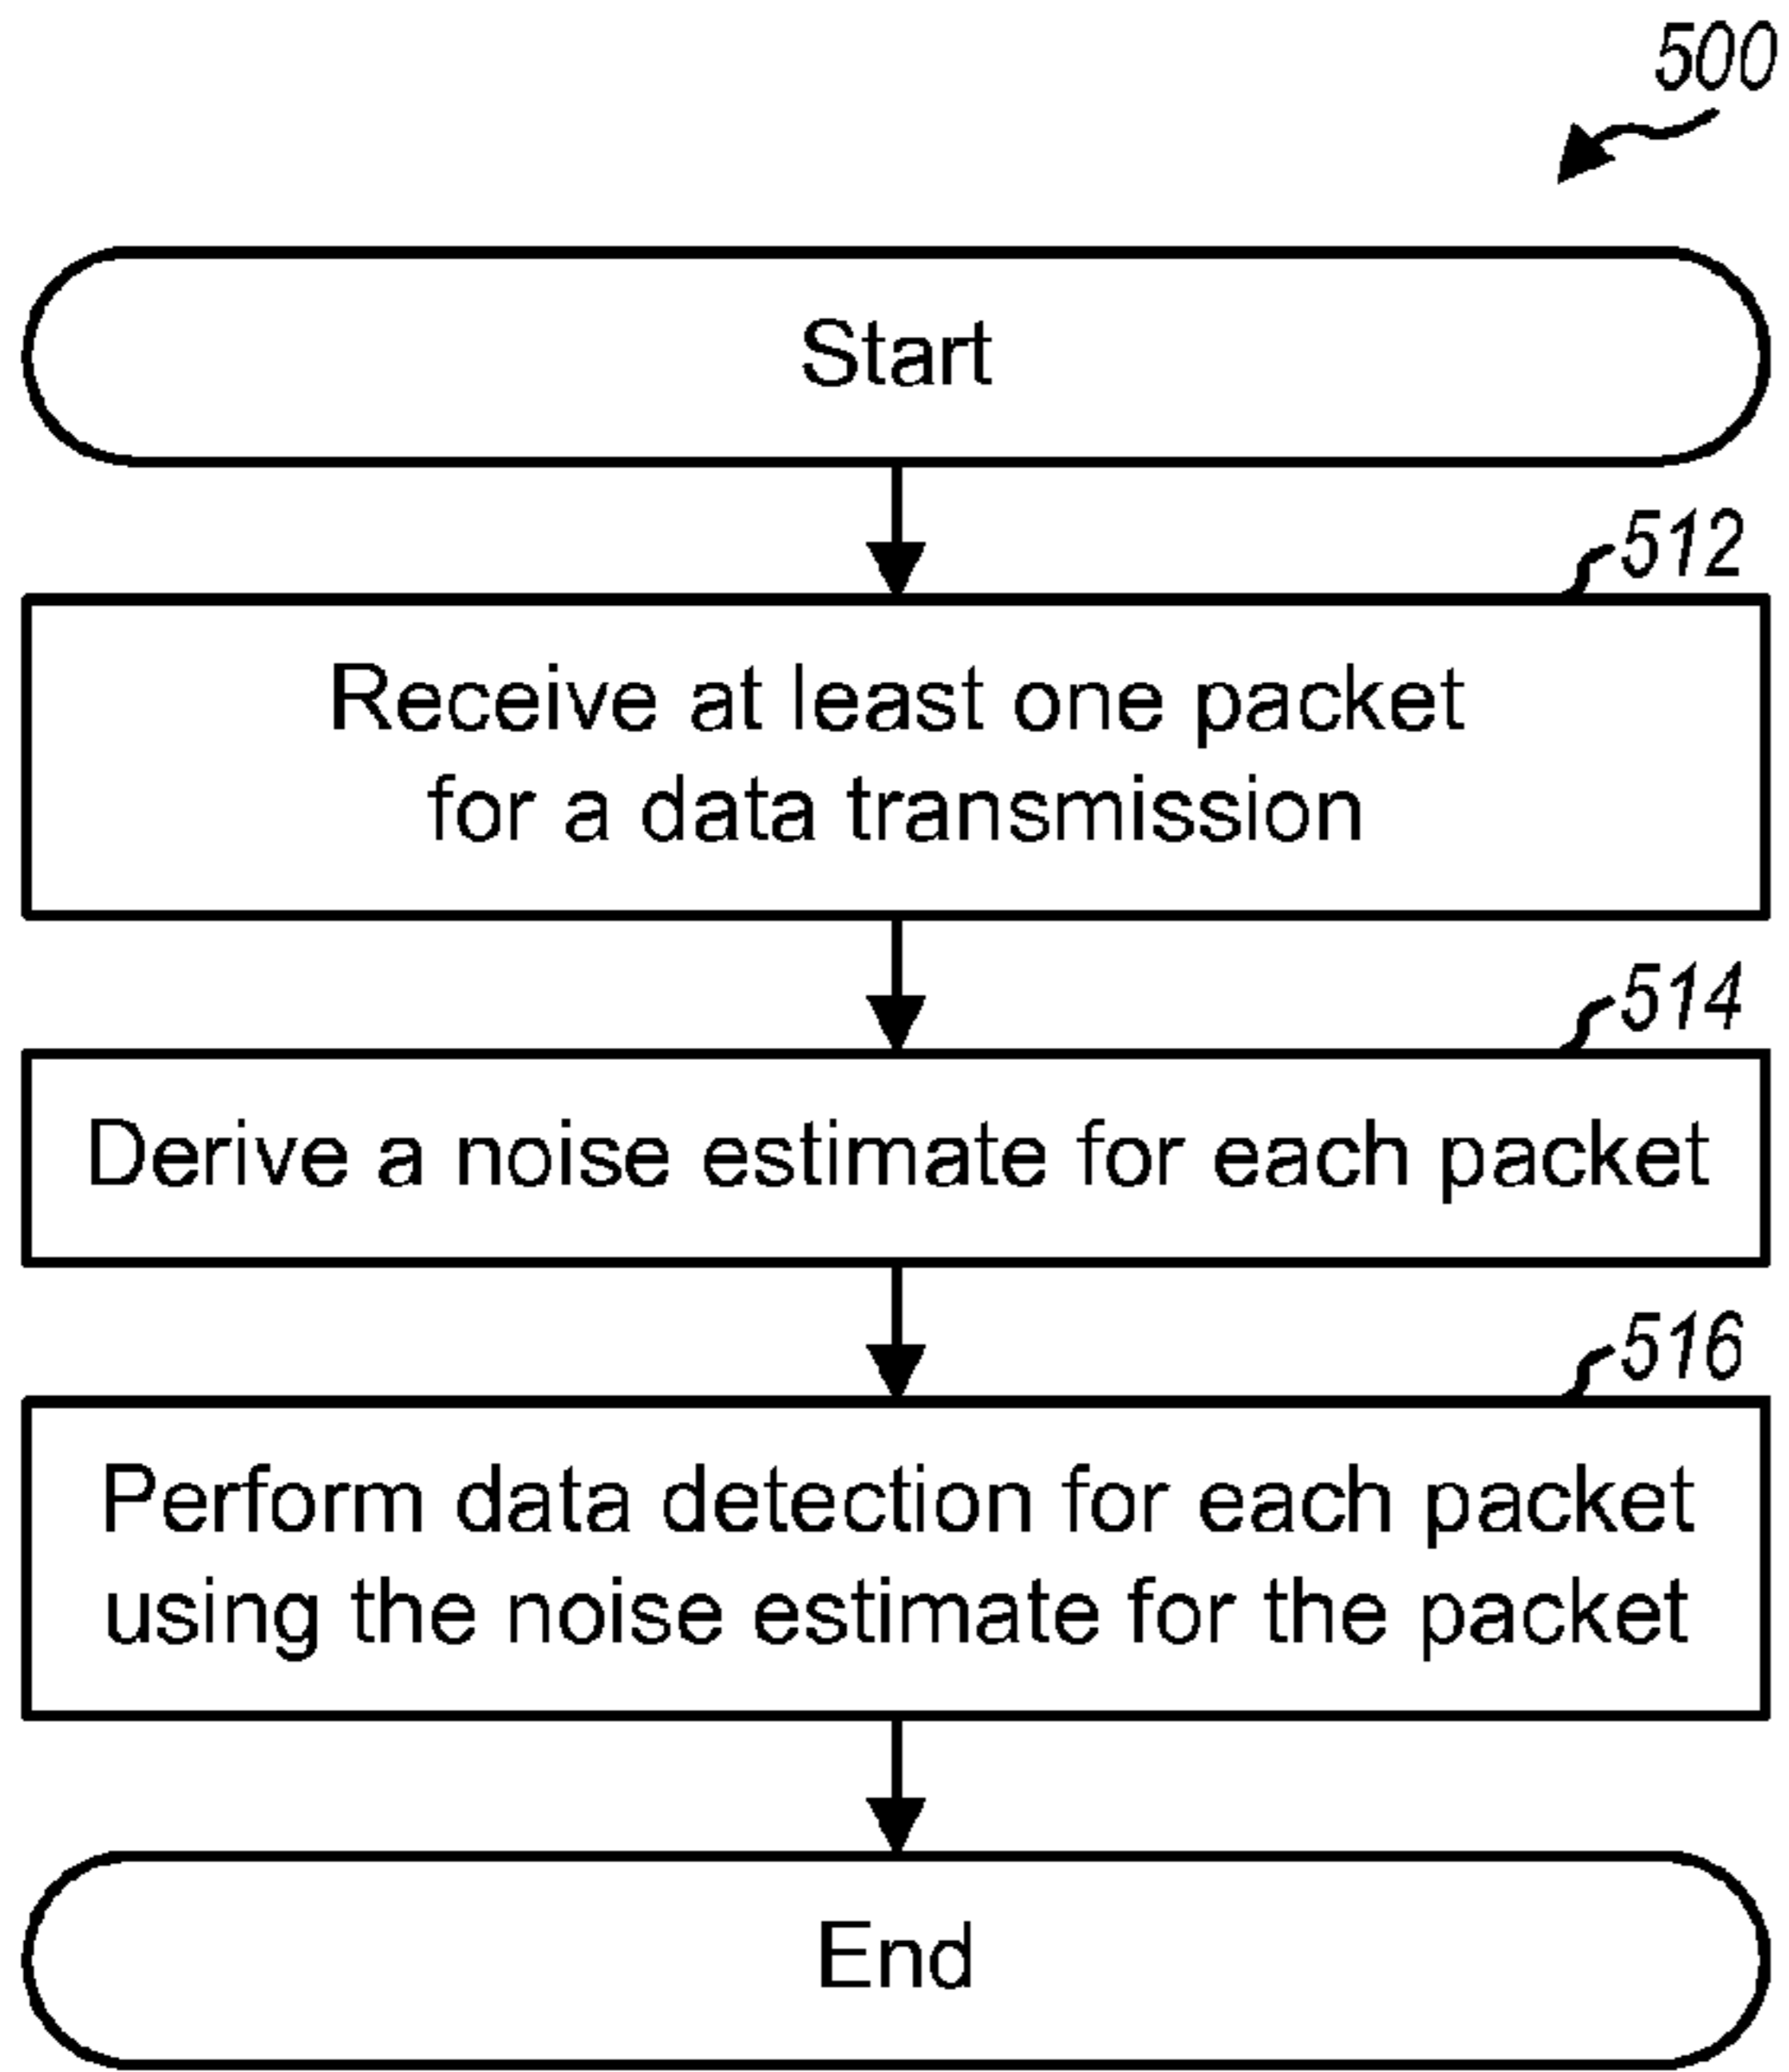 500
Start
512
Receive at least one packet
for a data transmission
514
Derive a noise estimate for each packet
516
Perform data detection for each packet
using the noise estimate for the packet
End